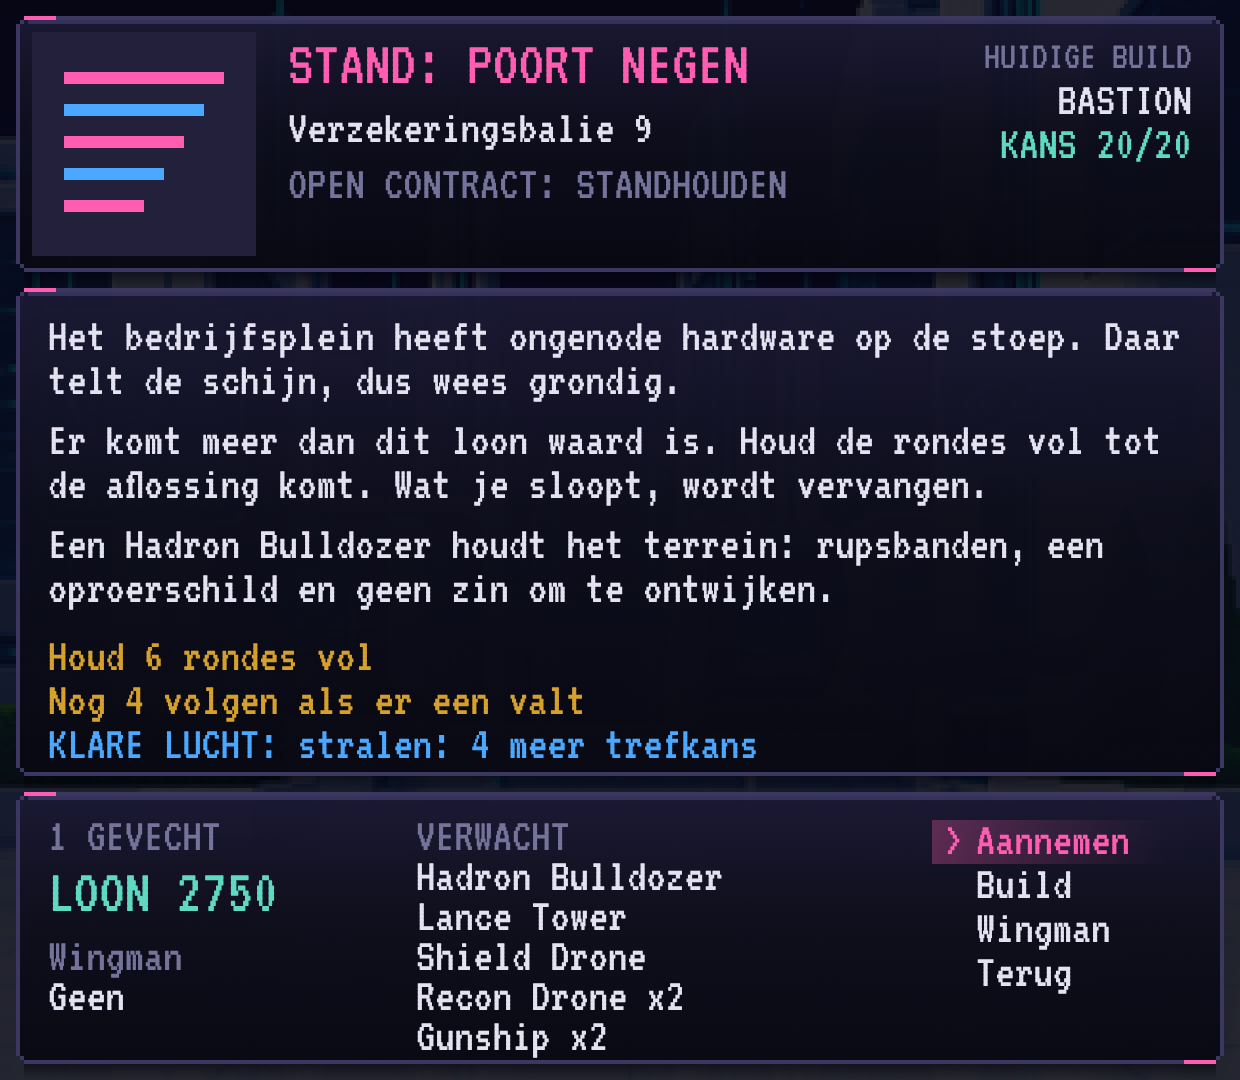 STAND: POORT NEGEN
Verzekeringsbalie 9
OPEN CONTRACT: STANDHOUDEN
HUIDIGE BUILD
BASTION
KANS 20/20
Het bedrijfsplein heeft ongenode hardware op de stoep. Daar
telt de schijn, dus wees grondig.
Er komt meer dan dit loon waard is. Houd de rondes vol tot
de aflossing komt. Wat je sloopt, wordt vervangen.
Een Hadron Bulldozer houdt het terrein: rupsbanden, een
oproerschild en geen zin om te ontwijken.
Houd 6 rondes vol
Nog 4 volgen als er een valt
KLARE LUCHT: stralen: 4 meer trefkans
1 GEVECHT
LOON 2750
Wingman
Geen
VERWACHT
Hadron Bulldozer
Lance Tower
Shield Drone
Recon Drone x2
Gunship x2
> Aannemen
Build
Wingman
Terug